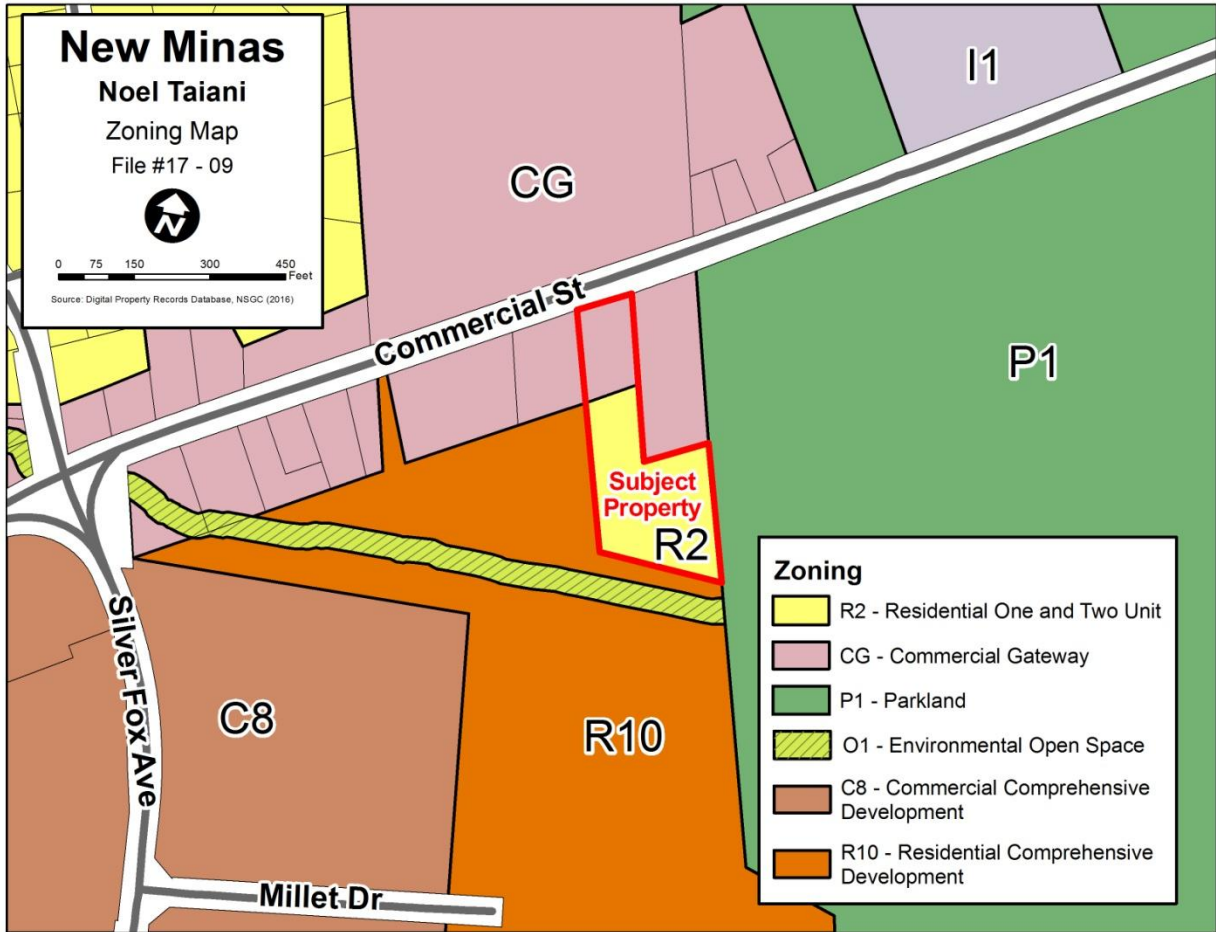 New Minas
Noel Taiani
Zoning Map
File #17 - 09
N
0 75 150 300 450
Feet
Source: Digital Property Records Database, NSGC (2016)
I1
CG
Commercial St
P1
Subject
Property
R2
Silver Fox Ave
C8
R10
Millet Dr
Zoning
R2 - Residential One and Two Unit
CG - Commercial Gateway
P1 - Parkland
O1 - Environmental Open Space
C8 - Commercial Comprehensive
Development
R10 - Residential Comprehensive
Development